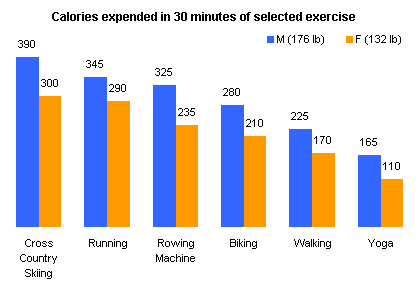 Calories expended in 30 minutes of selected exercise
M (176 lb) F (132 lb)
390
300
345
290
325
235
280
210
225
170
165
110
Cross
Country
Skiing
Running
Rowing
Machine
Biking
Walking
Yoga